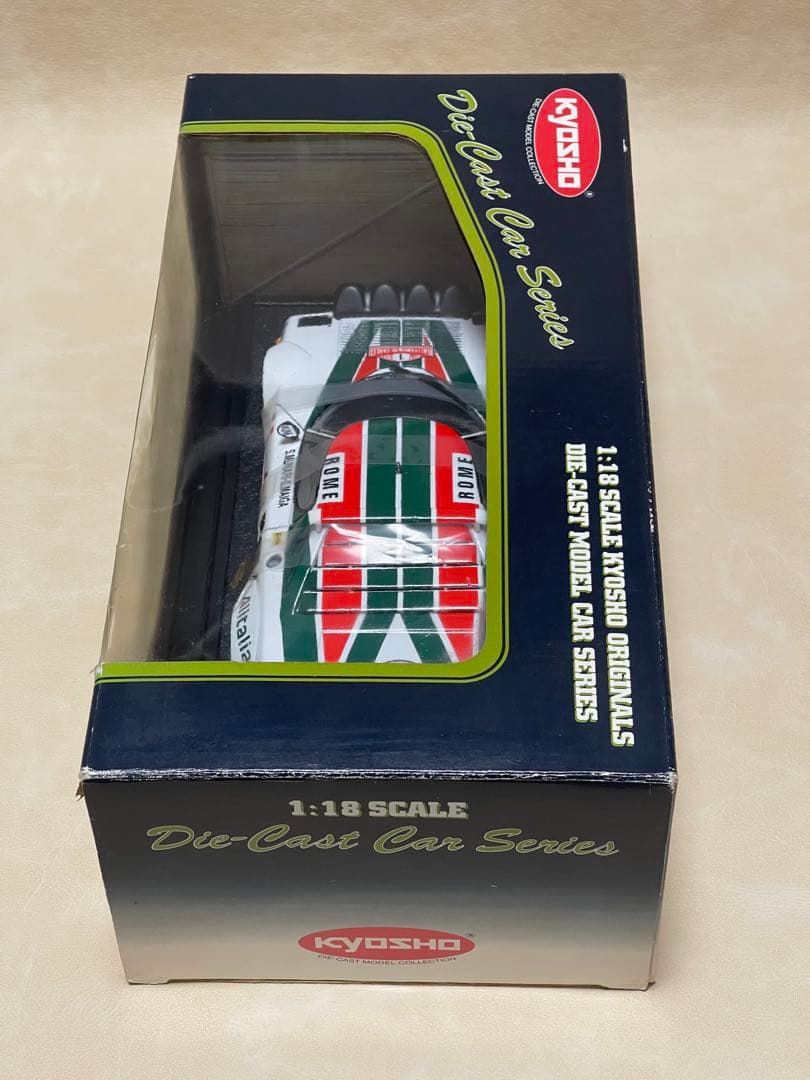 KYOSHO
DIE-CAST MODEL COLLECTION
Die-Cast Car Series
1:18 SCALE KYOSHO ORIGINALS
DIE-CAST MODEL CAR SERIES
ROME
ROME
Alitalia
1:18 SCALE
Die-Cast Car Series
KYOSHO
DIE-CAST MODEL COLLECTION